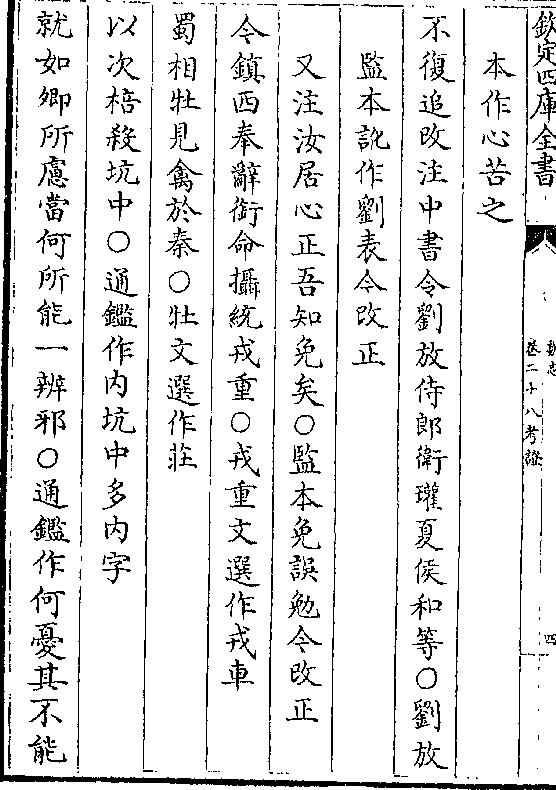 欽定四庫全書
魏志
卷二十八考證
四
本作心苦之
不復追改注中書令劉放侍郎衛瓘夏侯和等○劉放
監本訛作劉表今改正
又注汝居心正吾知免矣○監本免誤勉今改正
令鎮西奉辭銜命攝統戎重○戎重文選作戎車
蜀相壯見禽於秦○壯文選作莊
以次棓殺坑中○通鑑作内坑中多内字
就如卿所慮當何所能一辨邪○通鑑作何憂其不能